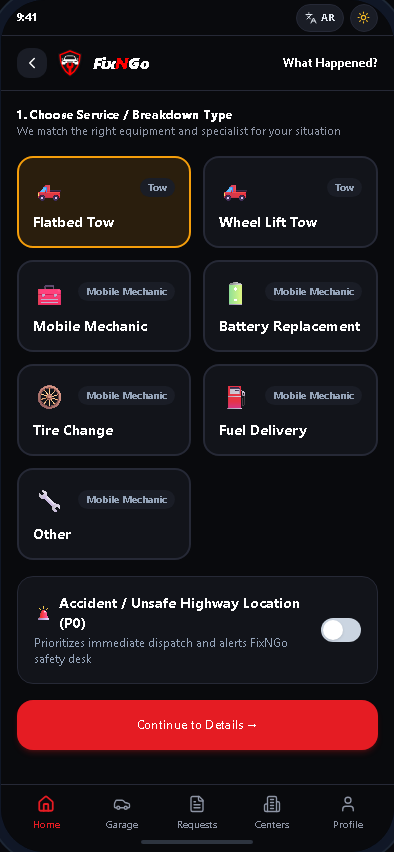 9:41
AR
FixNGo
What Happened?
1. Choose Service / Breakdown Type
We match the right equipment and specialist for your situation
Tow
Flatbed Tow
Tow
Wheel Lift Tow
Mobile Mechanic
Mobile Mechanic
Mobile Mechanic
Battery Replacement
Mobile Mechanic
Tire Change
Mobile Mechanic
Fuel Delivery
Mobile Mechanic
Other
Accident / Unsafe Highway Location
(P0)
Prioritizes immediate dispatch and alerts FixNGo
safety desk
Continue to Details →
Home
Garage
Requests
Centers
Profile